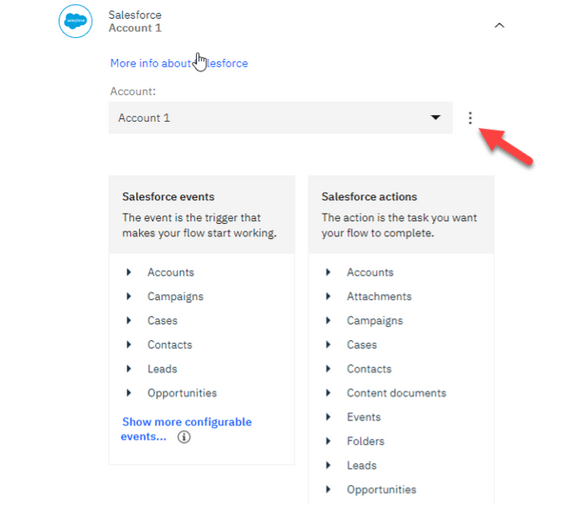 Salesforce
Account 1
More info about lesforce
Account:
Account 1
Salesforce events
The event is the trigger that
makes your flow start working.
Accounts
Campaigns
Cases
Contacts
Leads
Opportunities
Show more configurable
events...
Salesforce actions
The action is the task you want
your flow to complete.
Accounts
Attachments
Campaigns
Cases
Contacts
Content documents
Events
Folders
Leads
Opportunities